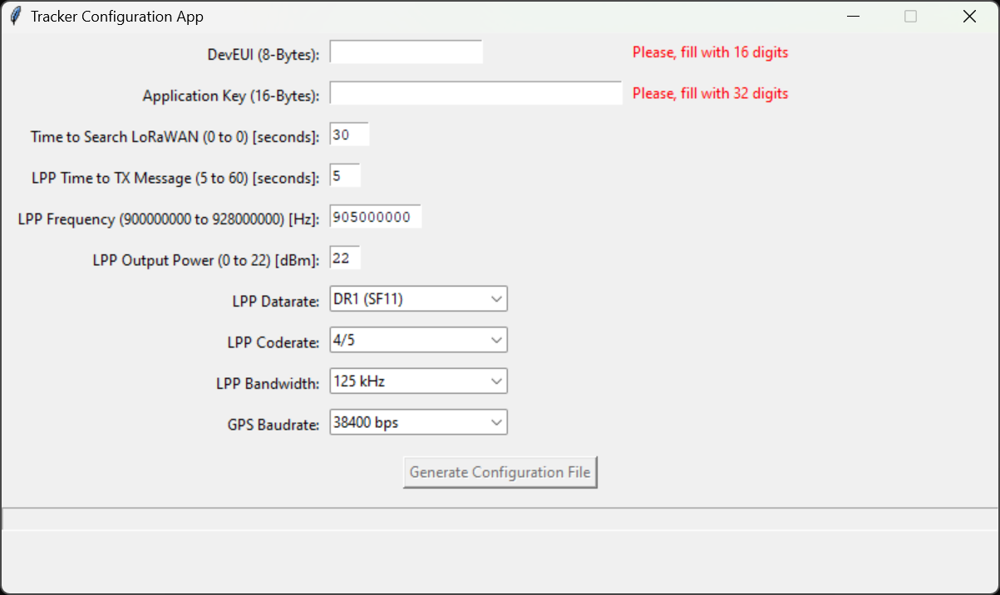 Tracker Configuration App
DevEUI (8-Bytes): Please, fill with 16 digits
Application Key (16-Bytes): Please, fill with 32 digits
Time to Search LoRaWAN (0 to 0) [seconds]: 30
LPP Time to TX Message (5 to 60) [seconds]: 5
LPP Frequency (900000000 to 928000000) [Hz]: 905000000
LPP Output Power (0 to 22) [dBm]: 22
LPP Datarate: DR1 (SF11)
LPP Coderate: 4/5
LPP Bandwidth: 125 kHz
GPS Baudrate: 38400 bps
Generate Configuration File